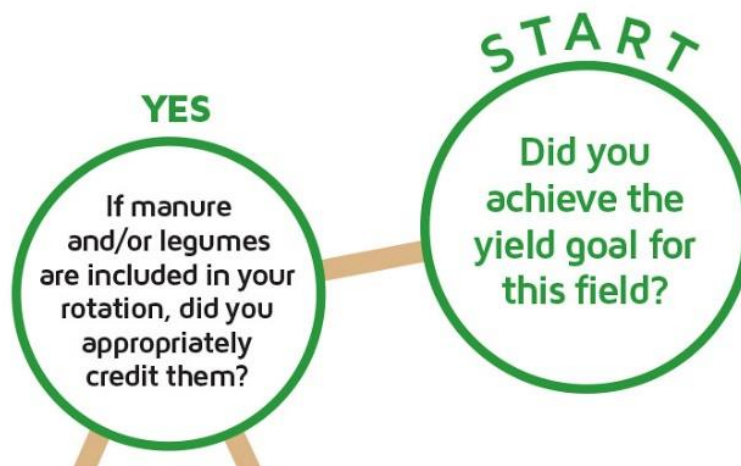 START
Did you
achieve the
yield goal for
this field?
YES
If manure
and/or legumes
are included in your
rotation, did you
appropriately
credit them?